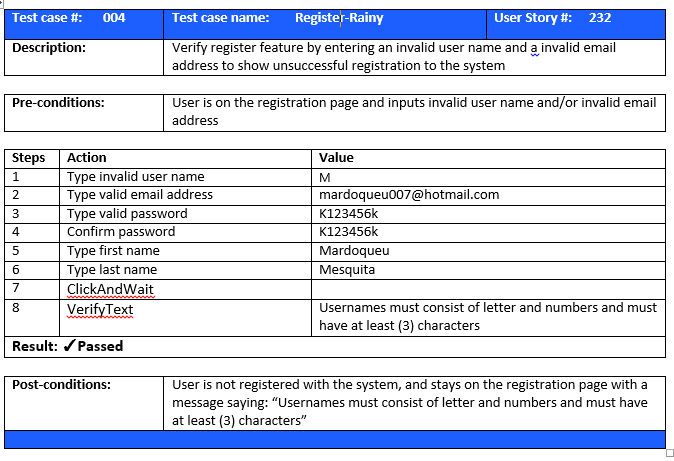 Test case #: 004 Test case name: Register-Rainy User Story #: 232
Description: Verify register feature by entering an invalid user name and a invalid email
address to show unsuccessful registration to the system
Pre-conditions: User is on the registration page and inputs invalid user name and/or invalid email
address
Steps Action Value
1 Type invalid user name M
2 Type valid email address mardoqueu007@hotmail.com
3 Type valid password K123456k
4 Confirm password K123456k
5 Type first name Mardoqueu
6 Type last name Mesquita
7 ClickAndWait
8 VerifyText Usernames must consist of letter and numbers and must
have at least (3) characters
Result: ✓Passed
Post-conditions: User is not registered with the system, and stays on the registration page with a
message saying: “Usernames must consist of letter and numbers and must have
at least (3) characters”